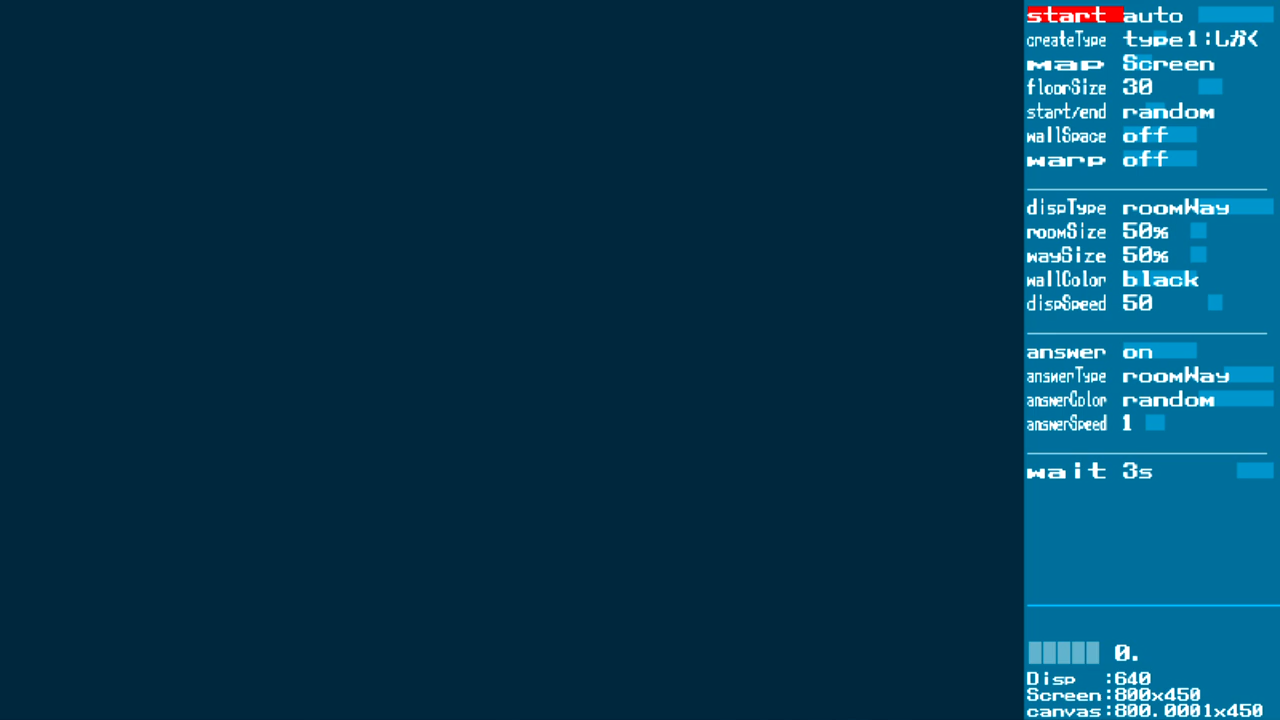 start auto
createType type1:しかく
map Screen
floorSize 30
start/end random
wallSpace off
warp off
dispType roomWay
roomSize 50%
waySize 50%
wallColor black
dispSpeed 50
answer on
answerType roomWay
answerColor random
answerSpeed 1
wait 3s
0.
Disp :640
Screen:800x450
canvas:800.0001x450